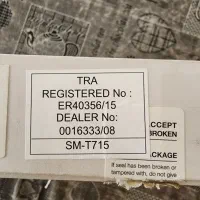 TRA
REGISTERED No :
ER40356/15
DEALER No:
0016333/08
SM-T715
ACCEPT
BROKEN
PACKAGE
If seal has been broken or
tampered with, do not